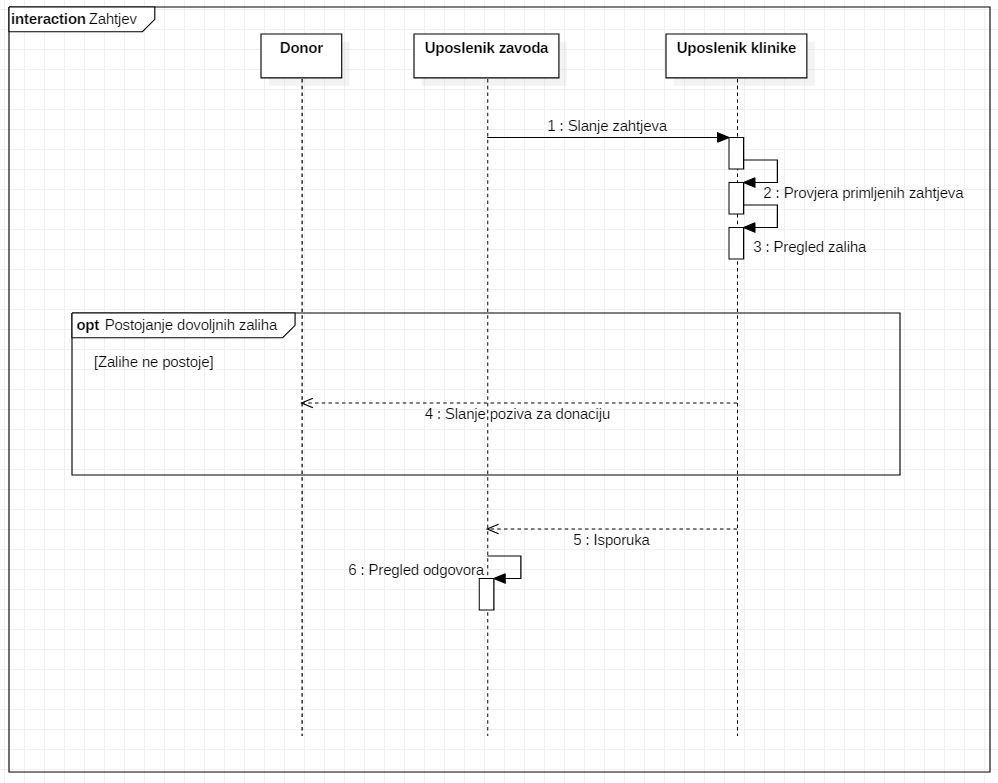 interaction Zahtjev
Donor
Uposlenik zavoda
Uposlenik klinike
1 : Slanje zahtjeva
2 : Provjera primljenih zahtjeva
3 : Pregled zaliha
opt Postojanje dovoljnih zaliha
[Zalihe ne postoje]
4 : Slanje poziva za donaciju
5 : Isporuka
6 : Pregled odgovora